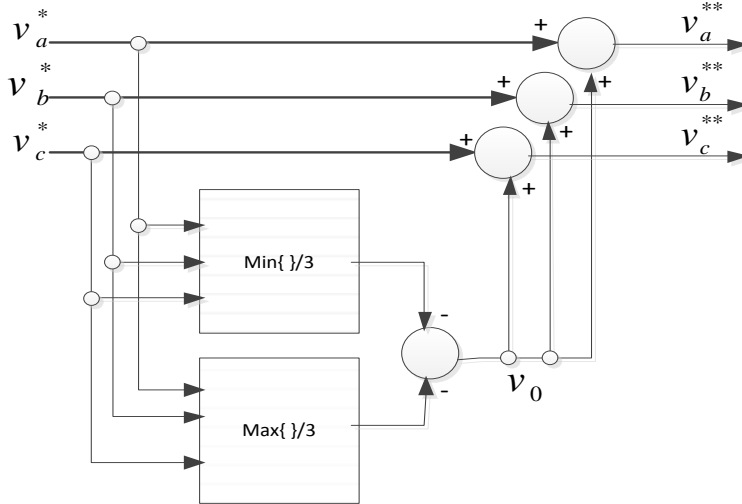 v*a + v**a
v*b + + v**b
v*c + + v**c
+
Min{ }/3
-
v0
-
Max{ }/3